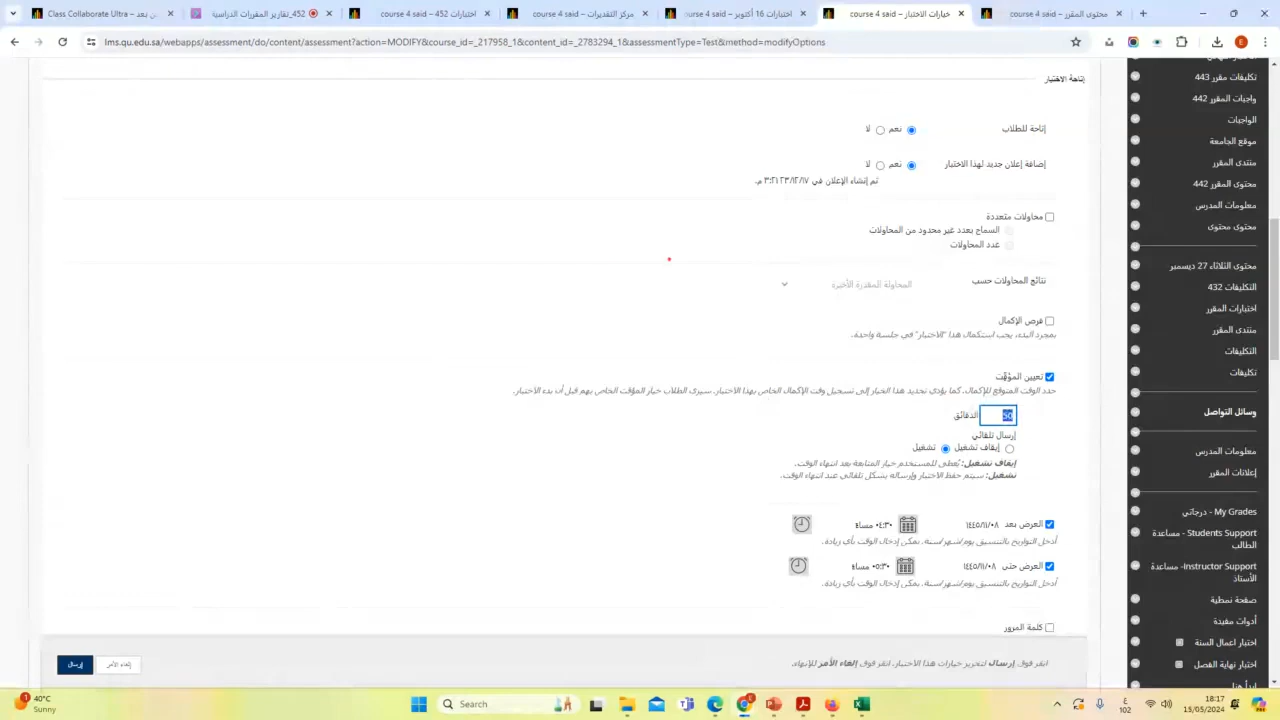 Class Collaborate Ultra – من بعد
452_تقارير المقررات الدراسية
course 4 said – 452 اختبارات
course 4 said – مركز التقديرات
course 4 said – اختبارات 16 أكتوبر
course 4 said – خيارات الاختبار
course 4 said – محتوى المقرر
lms.qu.edu.sa/webapps/assessment/do/content/assessment?action=MODIFY&course_id=_217958_1&content_id=_2783294_1&assessmentType=Test&method=modifyOptions
إتاحة الاختبار
إتاحة للطلاب نعم لا
إضافة إعلان جديد لهذا الاختبار نعم لا
تم إنشاء الإعلان في ٢٣/١٢/١٧ ٣:٢١ م.
محاولات متعددة
السماح بعدد غير محدود من المحاولات
عدد المحاولات
*
نتائج المحاولات حسب المحاولة المقدرة الأخيرة
فرض الإكمال
بمجرد البدء، يجب استكمال هذا "الاختبار" في جلسة واحدة.
تعيين المؤقِّت
حدد الوقت المتوقع للإكمال. كما يؤدي تحديد هذا الخيار إلى تسجيل وقت الإكمال الخاص بهذا الاختبار. سيرى الطلاب خيار المؤقت الخاص بهم قبل أن بدء الاختبار.
50 الدقائق
إرسال تلقائي
إيقاف تشغيل تشغيل
إيقاف تشغيل: يُعطى للمستخدم خيار المتابعة بعد انتهاء الوقت.
تشغيل: سيتم حفظ الاختبار وإرساله بشكل تلقائي عند انتهاء الوقت.
العرض بعد ١٤٤٥/١١/٠٨ ٠٤:٣٠ مساءً
أدخل التواريخ بالتنسيق يوم/شهر/سنة. يمكن إدخال الوقت بأي زيادة.
العرض حتى ١٤٤٥/١١/٠٨ ٠٥:٣٠ مساءً
أدخل التواريخ بالتنسيق يوم/شهر/سنة. يمكن إدخال الوقت بأي زيادة.
كلمة المرور
انقر فوق إرسال لتحرير خيارات هذا الاختبار. انقر فوق إلغاء الأمر للإنهاء.
إلغاء الأمر
إرسال
تكليفات مقرر 443
واجبات المقرر 442
الواجبات
موقع الجامعة
منتدى المقرر
محتوى المقرر 442
معلومات المدرس
محتوى محتوى
محتوى الثلاثاء 27 ديسمبر
التكليفات 432
اختبارات المقرر
منتدى المقرر
التكليفات
تكليفات
وسائل التواصل
معلومات المدرس
إعلانات المقرر
My Grades - درجاتي
Students Support - مساعدة
الطالب
Instructor Support- مساعدة
الأستاذ
صفحة نمطية
أدوات مفيدة
اختبار اعمال السنة
اختبار نهاية الفصل
ابدأ هنا
1
40°C
Sunny
Search
ع
18:17
15/05/2024